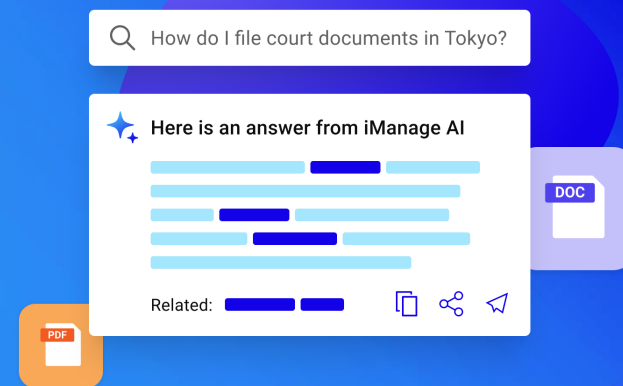 How do I file court documents in Tokyo?
Here is an answer from iManage AI
DOC
Related:
PDF